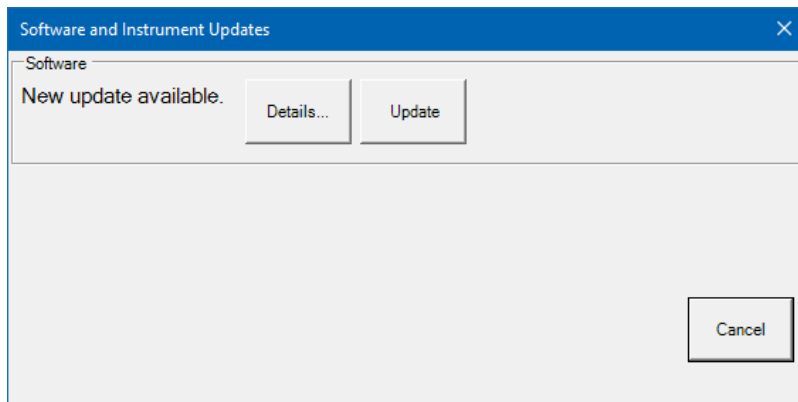 Software and Instrument Updates
Software
New update available.
Details...
Update
Cancel